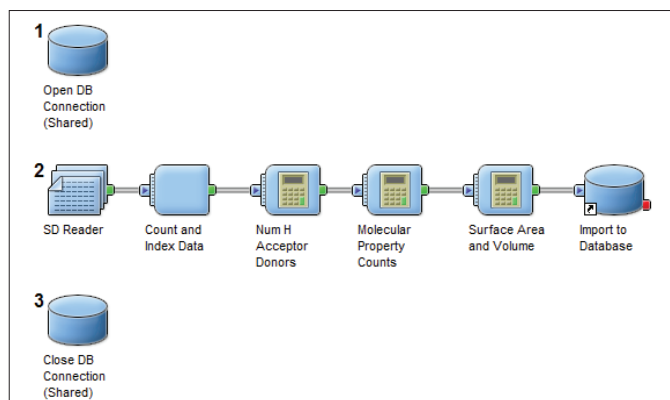 1
Open DB
Connection
(Shared)
2
SD Reader
Count and
Index Data
Num H
Acceptor
Donors
Molecular
Property
Counts
Surface Area
and Volume
Import to
Database
3
Close DB
Connection
(Shared)